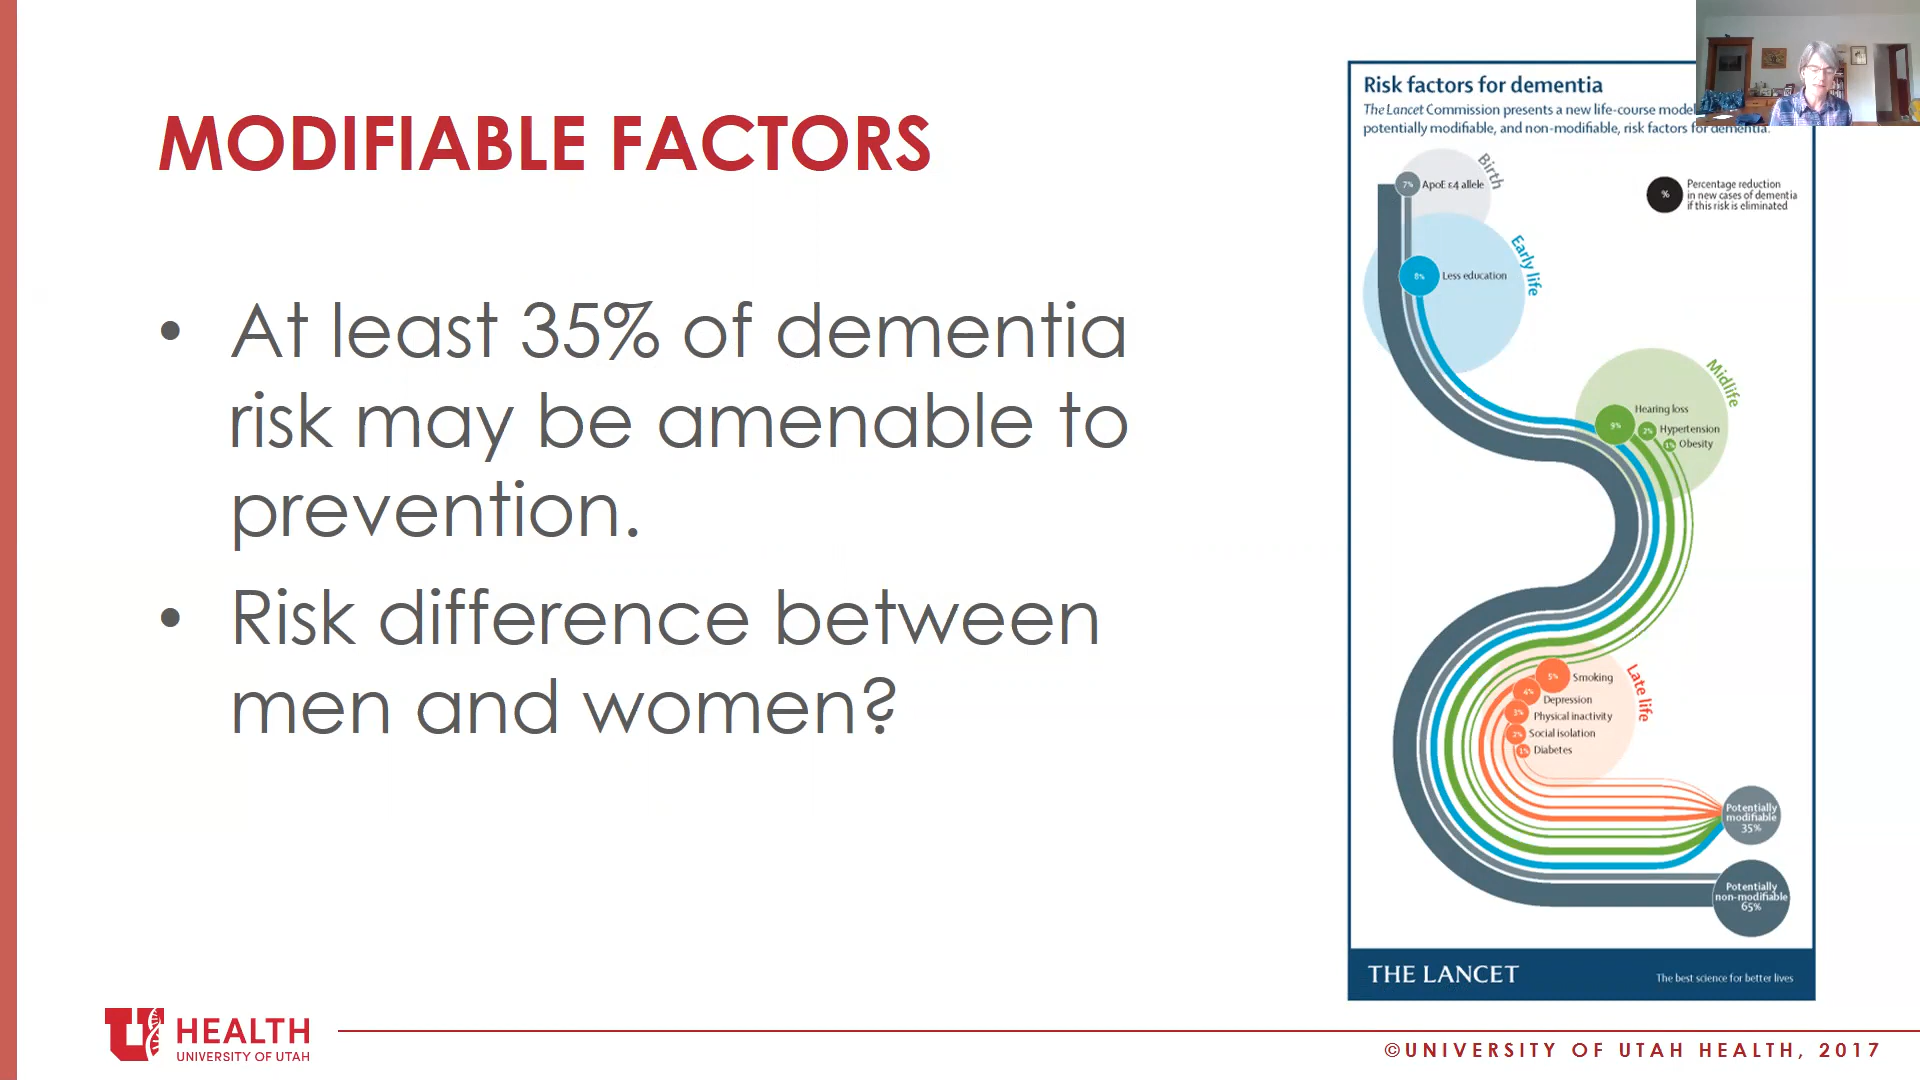 MODIFIABLE FACTORS
• At least 35% of dementia
risk may be amenable to
prevention.
• Risk difference between
men and women?
Risk factors for dementia
The Lancet Commission presents a new life-course model
potentially modifiable, and non-modifiable, risk factors for dementia.
Birth
7% ApoE ε4 allele
%
Percentage reduction
in new cases of dementia
if this risk is eliminated
Early life
8% Less education
Midlife
Hearing loss
9%
2% Hypertension
1% Obesity
Late life
5% Smoking
4% Depression
3% Physical inactivity
2% Social isolation
1% Diabetes
Potentially
modifiable
35%
Potentially
non-modifiable
65%
THE LANCET
The best science for better lives
U HEALTH
UNIVERSITY OF UTAH
©UNIVERSITY OF UTAH HEALTH, 2017